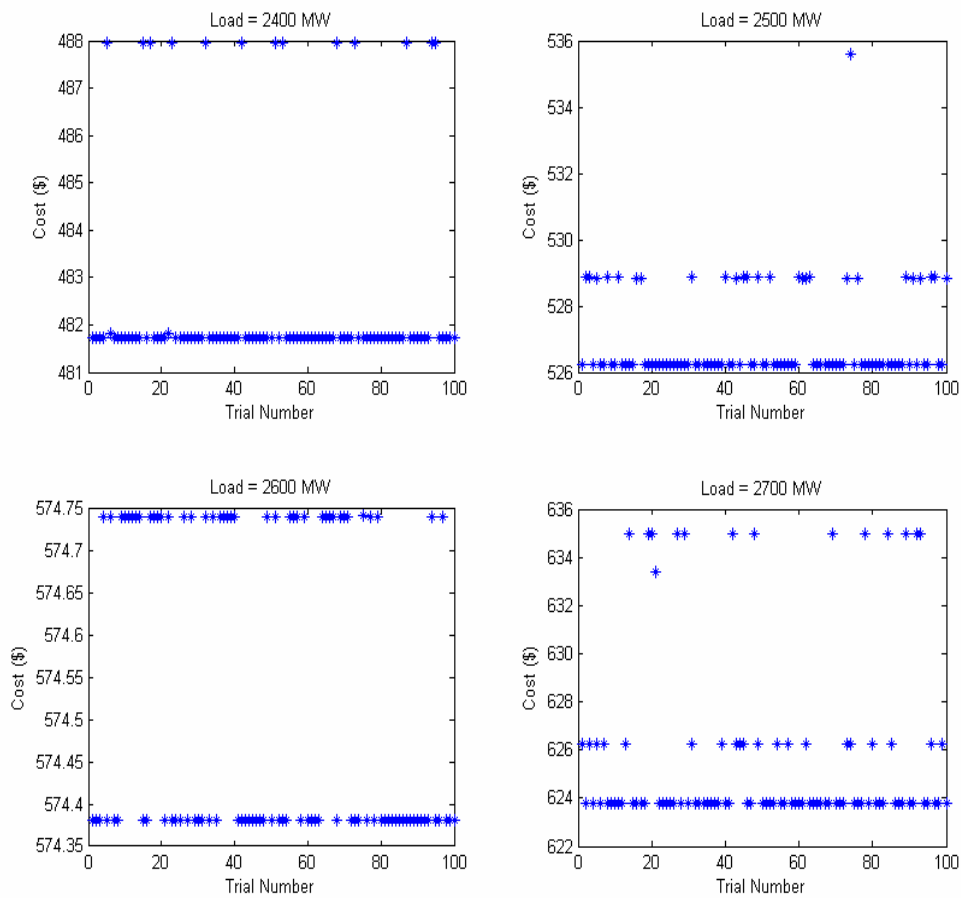 Load = 2400 MW
488
487
486
485
484
483
482
481
Cost ($)
0 20 40 60 80 100
Trial Number
Load = 2500 MW
536
534
532
530
528
526
Cost ($)
0 20 40 60 80 100
Trial Number
Load = 2600 MW
574.75
574.7
574.65
574.6
574.55
574.5
574.45
574.4
574.35
Cost ($)
0 20 40 60 80 100
Trial Number
Load = 2700 MW
636
634
632
630
628
626
624
622
Cost ($)
0 20 40 60 80 100
Trial Number